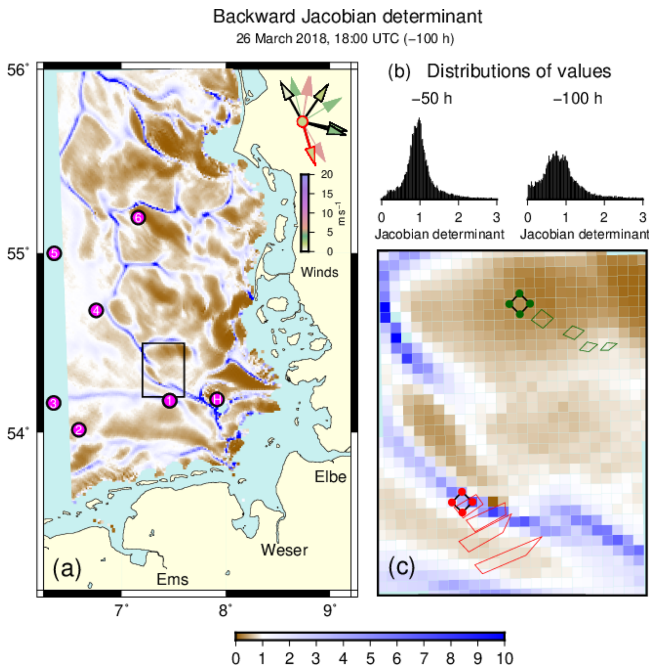 Backward Jacobian determinant
26 March 2018, 18:00 UTC (−100 h)
(b) Distributions of values
−50 h −100 h
0 1 2 3 0 1 2 3
Jacobian determinant Jacobian determinant
56°
55°
54°
7° 8° 9°
20
15
10
5
0
m s⁻¹
Winds
6
5
4
3
2
1
H
Elbe
Weser
Ems
(a)
(c)
0 1 2 3 4 5 6 7 8 9 10